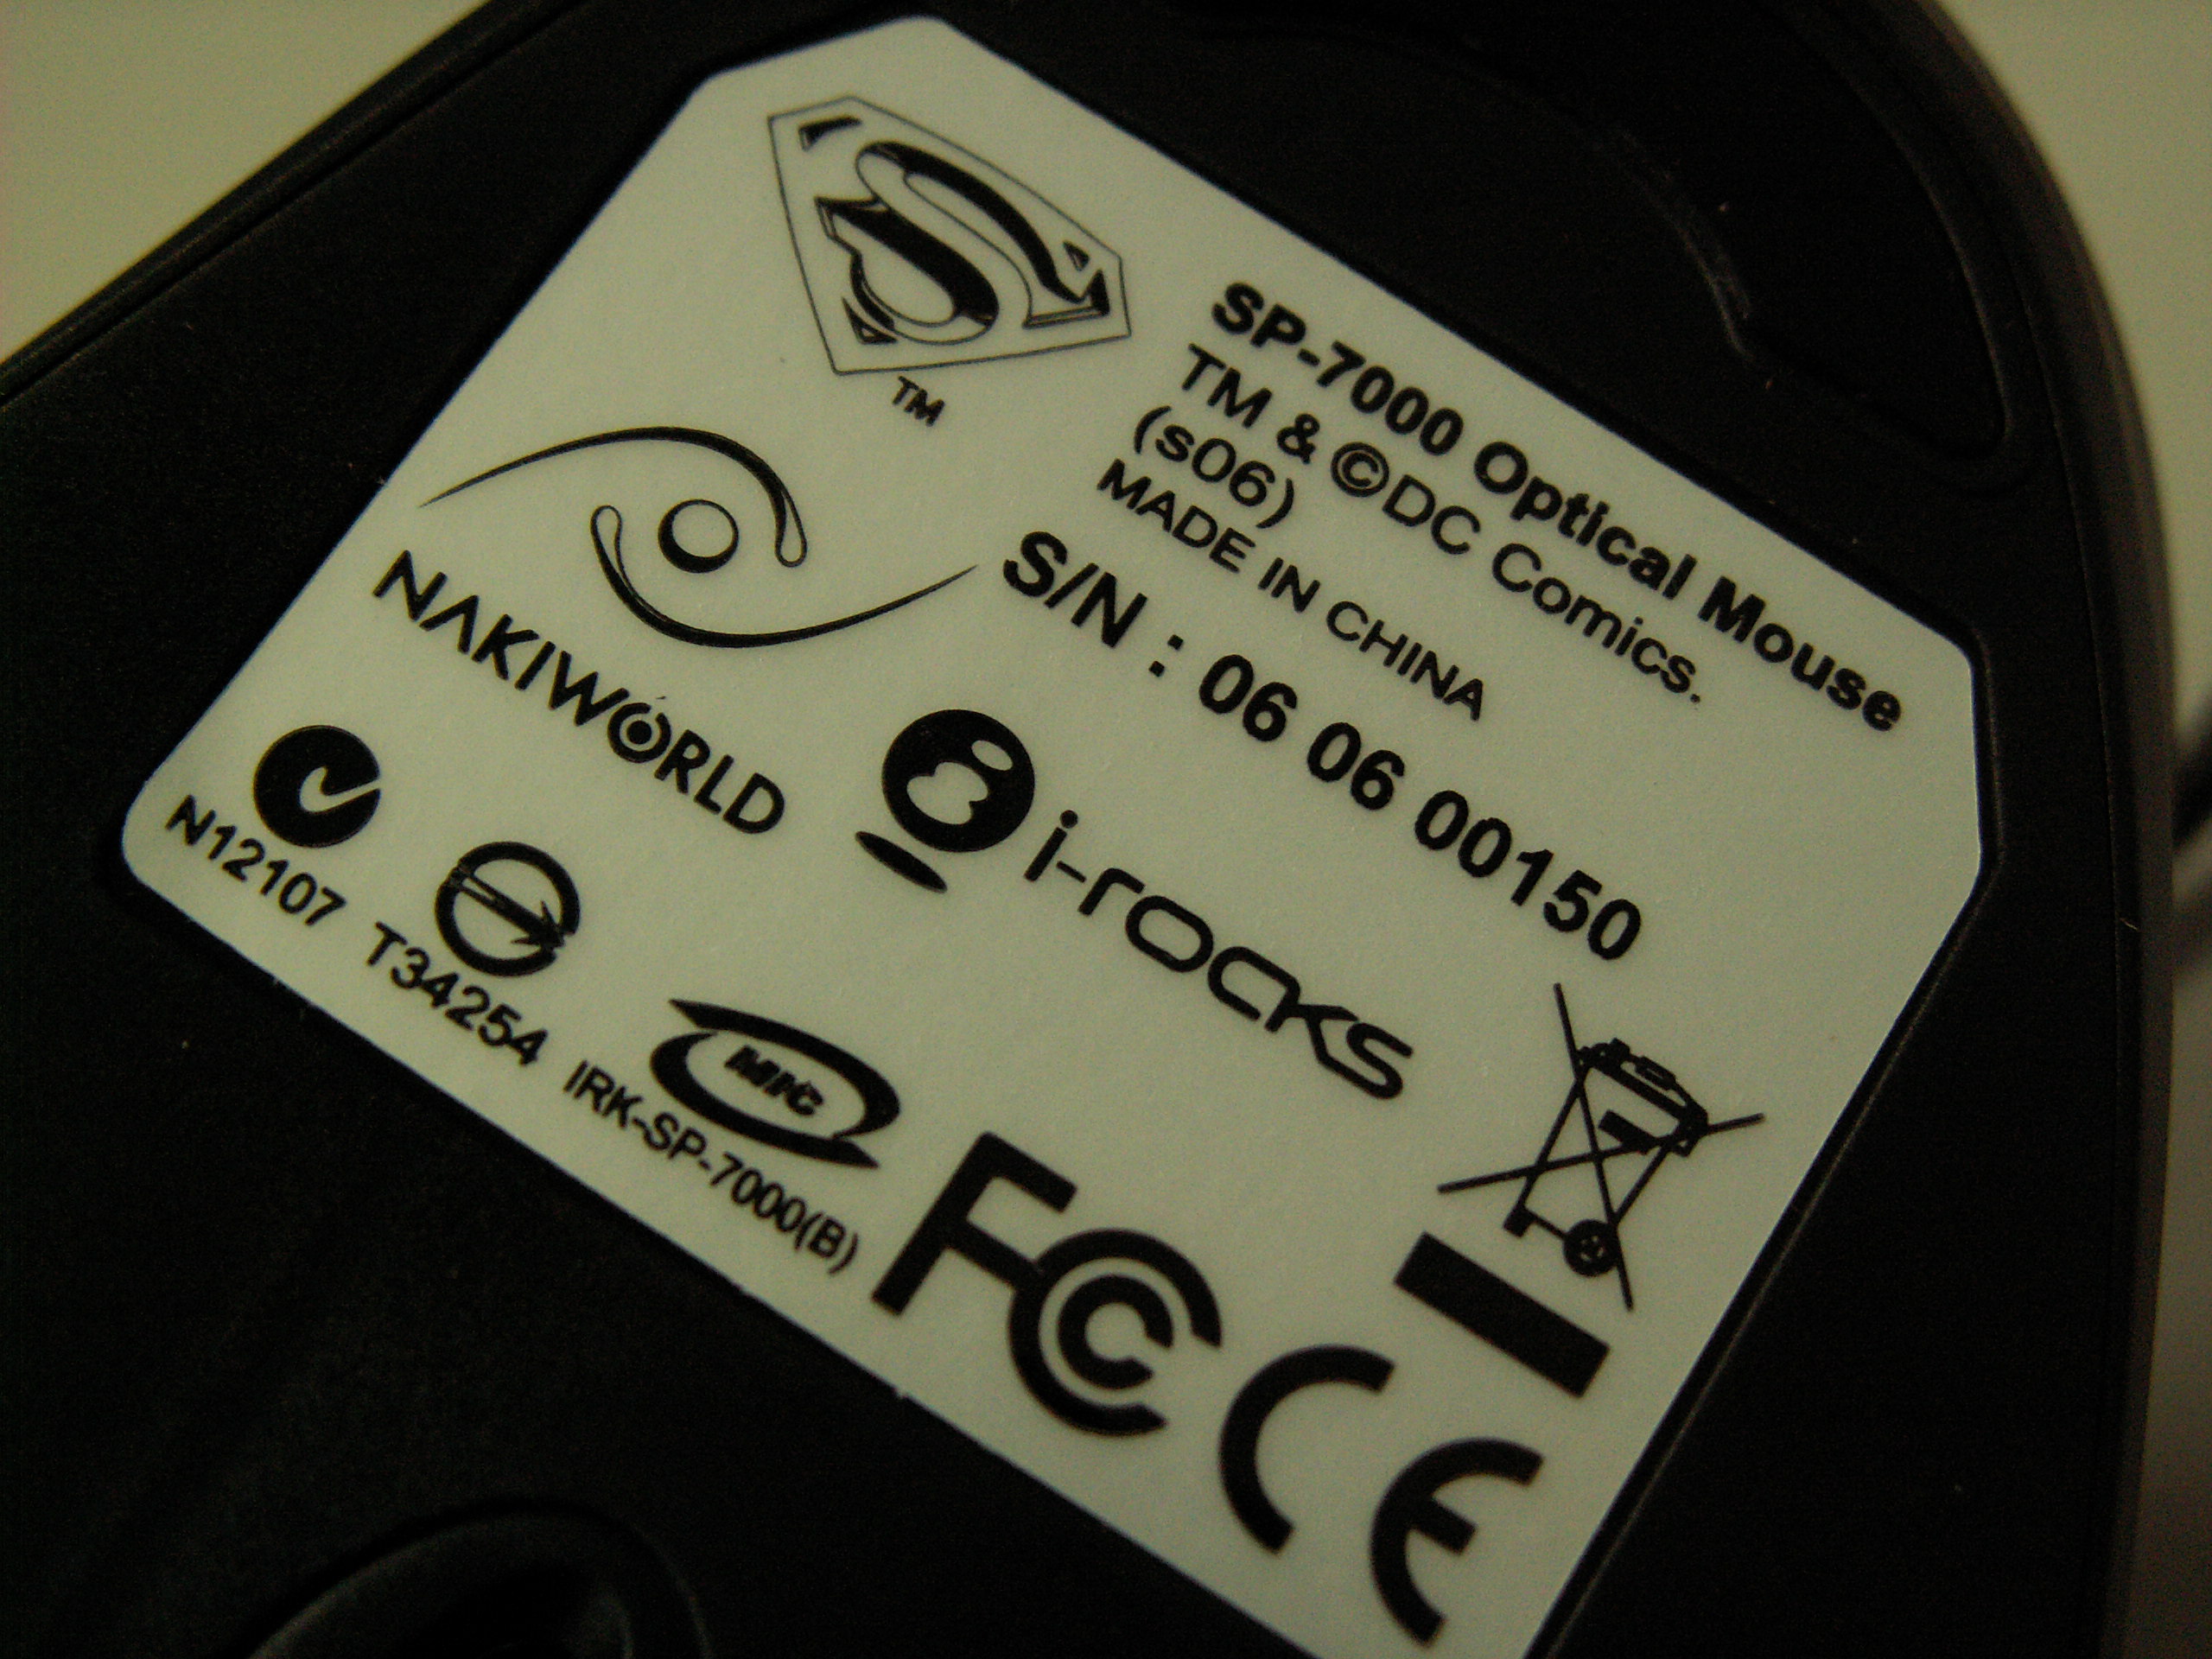 TM
SP-7000 Optical Mouse
TM & ©DC Comics.
(s06)
MADE IN CHINA
S/N : 06 06 00150
NAKIWORLD
i-rocks
N12107
T34254
MIC
IRK-SP-7000(B)
FCC
CE